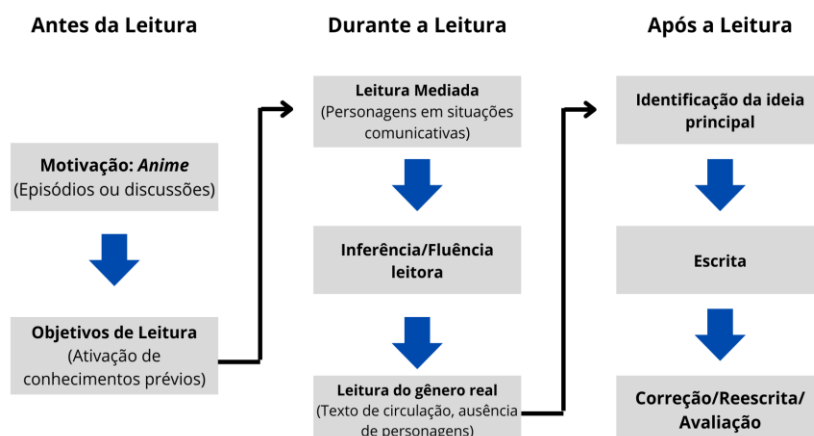 Antes da Leitura
Motivação: Anime
(Episódios ou discussões)
Objetivos de Leitura
(Ativação de
conhecimentos prévios)
Durante a Leitura
Leitura Mediada
(Personagens em situações
comunicativas)
Inferência/Fluência
leitora
Leitura do gênero real
(Texto de circulação, ausência
de personagens)
Após a Leitura
Identificação da ideia
principal
Escrita
Correção/Reescrita/
Avaliação